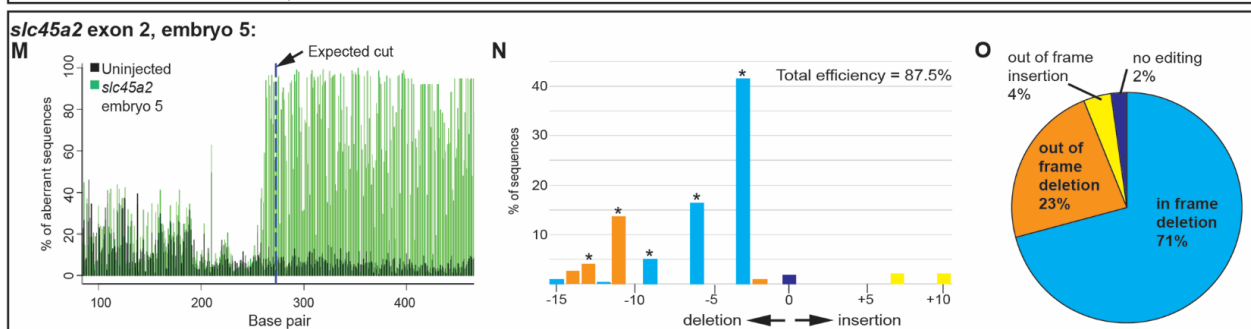 slc45a2 exon 2, embryo 5:
M
% of aberrant sequences
100
80
60
40
20
0
Uninjected
slc45a2
embryo 5
Expected cut
100
200
300
400
Base pair
N
% of sequences
40
30
20
10
Total efficiency = 87.5%
*
*
*
*
*
-15
-10
-5
0
+5
+10
deletion
insertion
O
out of frame
insertion
4%
no editing
2%
out of
frame
deletion
23%
in frame
deletion
71%